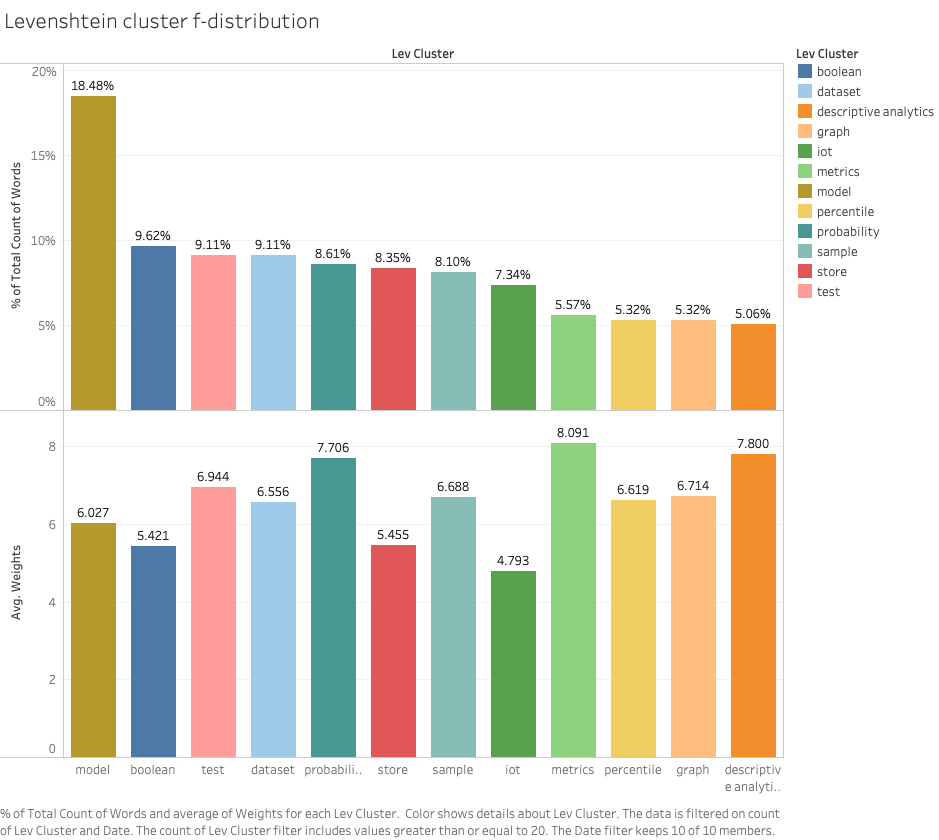 Levenshtein cluster f-distribution
Lev Cluster
% of Total Count of Words
20%
15%
10%
5%
0%
18.48%
9.62%
9.11%
9.11%
8.61%
8.35%
8.10%
7.34%
5.57%
5.32%
5.32%
5.06%
Avg. Weights
8
6
4
2
0
6.027
5.421
6.944
6.556
7.706
5.455
6.688
4.793
8.091
6.619
6.714
7.800
model
boolean
test
dataset
probabili..
store
sample
iot
metrics
percentile
graph
descriptiv
e analyti..
Lev Cluster
boolean
dataset
descriptive analytics
graph
iot
metrics
model
percentile
probability
sample
store
test
% of Total Count of Words and average of Weights for each Lev Cluster.  Color shows details about Lev Cluster. The data is filtered on count
of Lev Cluster and Date. The count of Lev Cluster filter includes values greater than or equal to 20. The Date filter keeps 10 of 10 members.